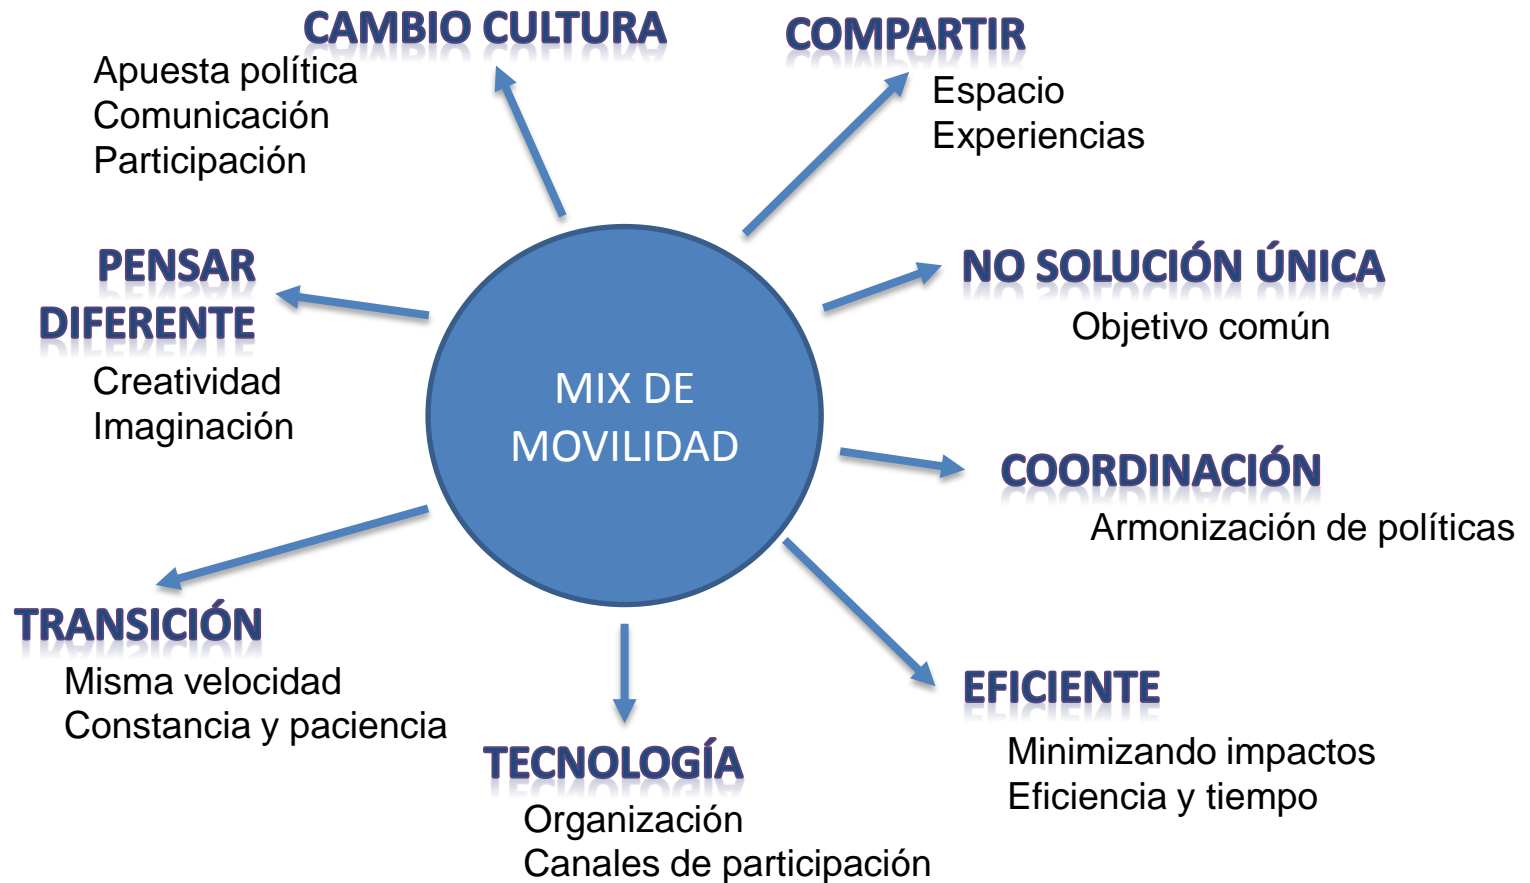 CAMBIO CULTURA
Apuesta política
Comunicación
Participación
COMPARTIR
Espacio
Experiencias
PENSAR
DIFERENTE
Creatividad
Imaginación
NO SOLUCIÓN ÚNICA
Objetivo común
MIX DE
MOVILIDAD
COORDINACIÓN
Armonización de políticas
TRANSICIÓN
Misma velocidad
Constancia y paciencia
TECNOLOGÍA
Organización
Canales de participación
EFICIENTE
Minimizando impactos
Eficiencia y tiempo